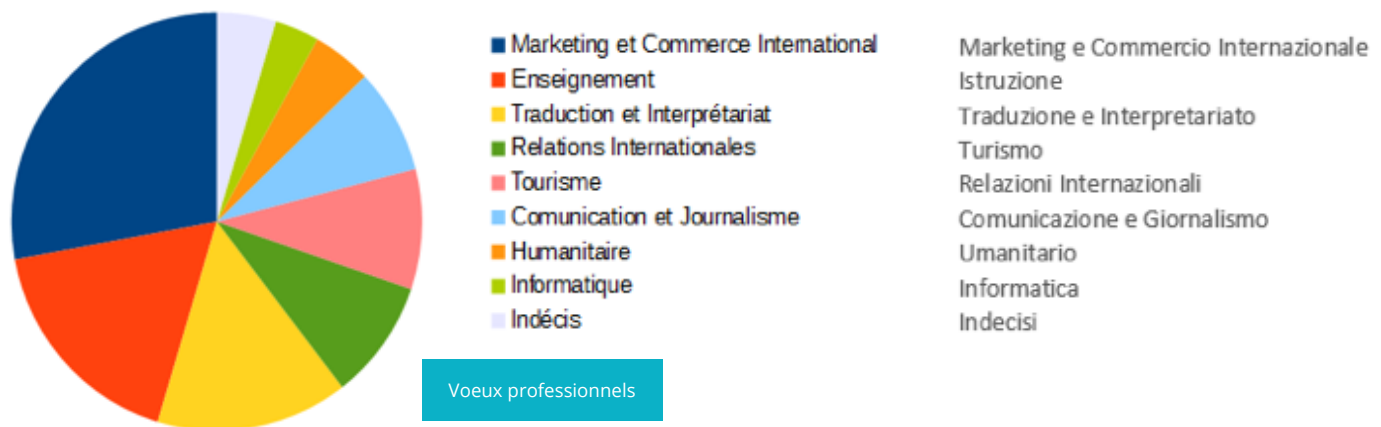 Marketing et Commerce International
Enseignement
Traduction et Interprétariat
Relations Internationales
Tourisme
Comunication et Journalisme
Humanitaire
Informatique
Indécis
Marketing e Commercio Internazionale
Istruzione
Traduzione e Interpretariato
Turismo
Relazioni Internazionali
Comunicazione e Giornalismo
Umanitario
Informatica
Indecisi
Voeux professionnels